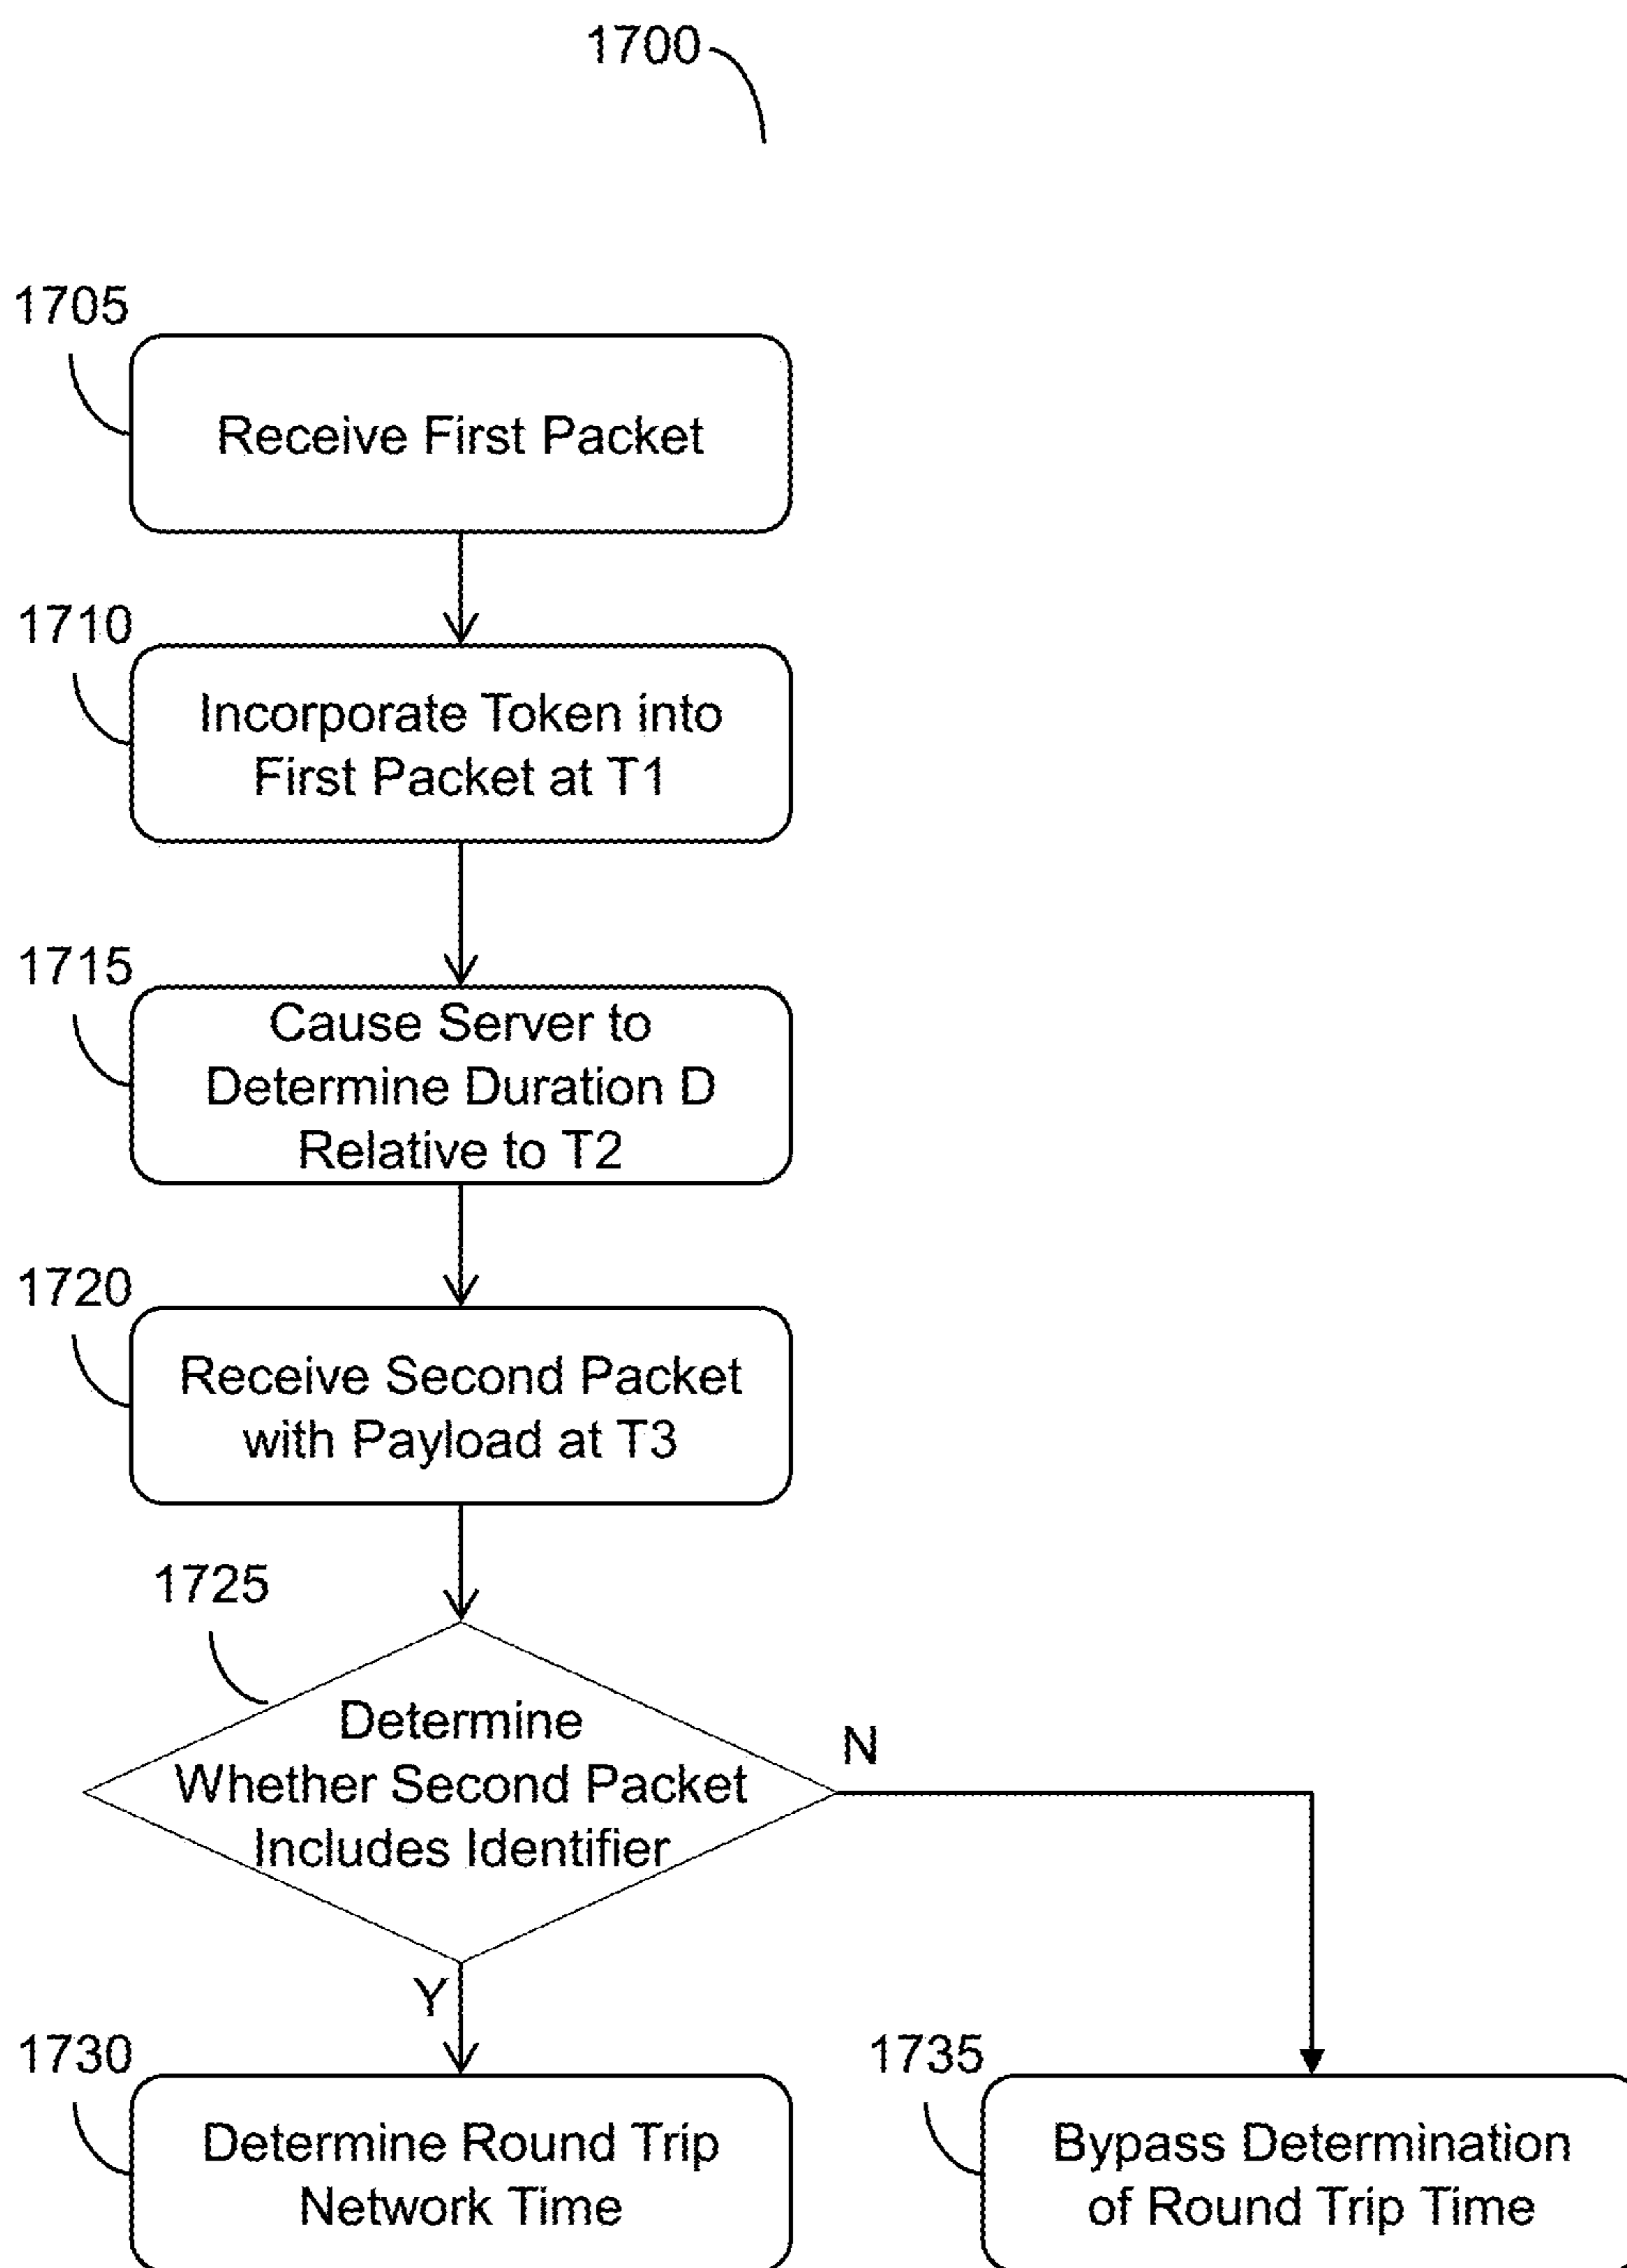 1700
1705
Receive First Packet
1710
Incorporate Token into
First Packet at T1
1715
Cause Server to
Determine Duration D
Relative to T2
1720
Receive Second Packet
with Payload at T3
1725
Determine
Whether Second Packet
Includes Identifier
N
Y
1730
Determine Round Trip
Network Time
1735
Bypass Determination
of Round Trip Time